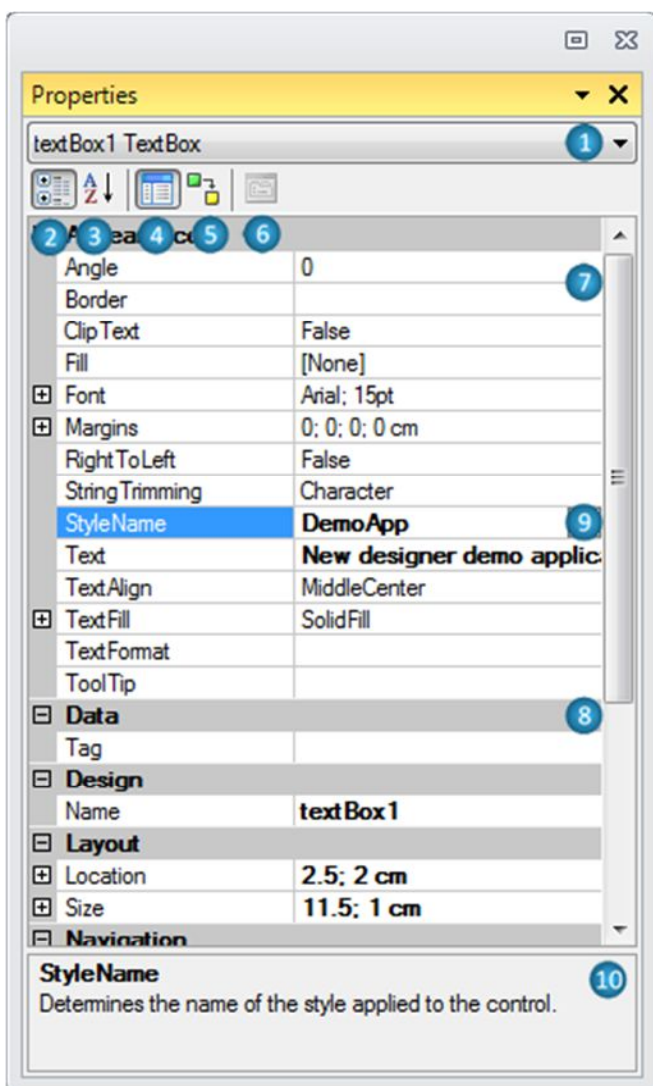 Properties
textBox1 TextBox 1
A Z
2 3 4 5 6
Angle 0 7
Border
ClipText False
Fill [None]
Font Arial; 15pt
Margins 0; 0; 0; 0 cm
RightToLeft False
StringTrimming Character
StyleName DemoApp 9
Text New designer demo applic
TextAlign MiddleCenter
TextFill SolidFill
TextFormat
ToolTip
Data 8
Tag
Design
Name textBox1
Layout
Location 2.5; 2 cm
Size 11.5; 1 cm
Navigation
StyleName 10
Determines the name of the style applied to the control.